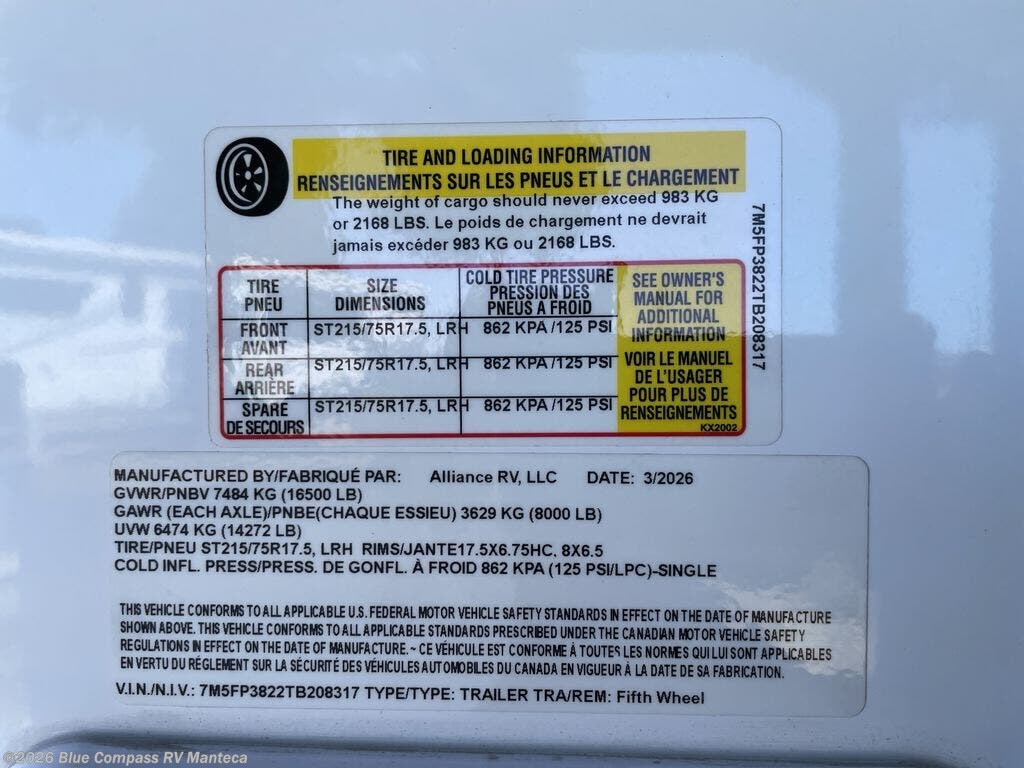 TIRE AND LOADING INFORMATION
RENSEIGNEMENTS SUR LES PNEUS ET LE CHARGEMENT
The weight of cargo should never exceed 983 KG
or 2168 LBS. Le poids de chargement ne devrait
jamais excéder 983 KG ou 2168 LBS.
TIRE
PNEU
SIZE
DIMENSIONS
COLD TIRE PRESSURE
PRESSION DES
PNEUS A FROID
FRONT
AVANT
ST215/75R17.5, LRH
862 KPA /125 PSI
REAR
ARRIÈRE
ST215/75R17.5, LRH
862 KPA /125 PSI
SPARE
DE SECOURS
ST215/75R17.5, LRH
862 KPA /125 PSI
SEE OWNER'S
MANUAL FOR
ADDITIONAL
INFORMATION
VOIR LE MANUEL
DE L'USAGER
POUR PLUS DE
RENSEIGNEMENTS
KX2002
7M5FP3822TB208317
MANUFACTURED BY/FABRIQUÉ PAR: Alliance RV, LLC DATE: 3/2026
GVWR/PNBV 7484 KG (16500 LB)
GAWR (EACH AXLE)/PNBE(CHAQUE ESSIEU) 3629 KG (8000 LB)
UVW 6474 KG (14272 LB)
TIRE/PNEU ST215/75R17.5, LRH RIMS/JANTE17.5X6.75HC, 8X6.5
COLD INFL. PRESS/PRESS. DE GONFL. À FROID 862 KPA (125 PSI/LPC)-SINGLE
THIS VEHICLE CONFORMS TO ALL APPLICABLE U.S. FEDERAL MOTOR VEHICLE SAFETY STANDARDS IN EFFECT ON THE DATE OF MANUFACTURE
SHOWN ABOVE. THIS VEHICLE CONFORMS TO ALL APPLICABLE STANDARDS PRESCRIBED UNDER THE CANADIAN MOTOR VEHICLE SAFETY
REGULATIONS IN EFFECT ON THE DATE OF MANUFACTURE. ~ CE VÉHICULE EST CONFORME À TOUTES LES NORMES QUI LUI SONT APPLICABLES
EN VERTU DU RÉGLEMENT SUR LA SÉCURITÉ DES VÉHICULES AUTOMOBILES DU CANADA EN VIGUEUR À LA DATE DE SA FABRICATION.
V.I.N./N.I.V.: 7M5FP3822TB208317 TYPE/TYPE: TRAILER TRA/REM: Fifth Wheel
©2026 Blue Compass RV Manteca